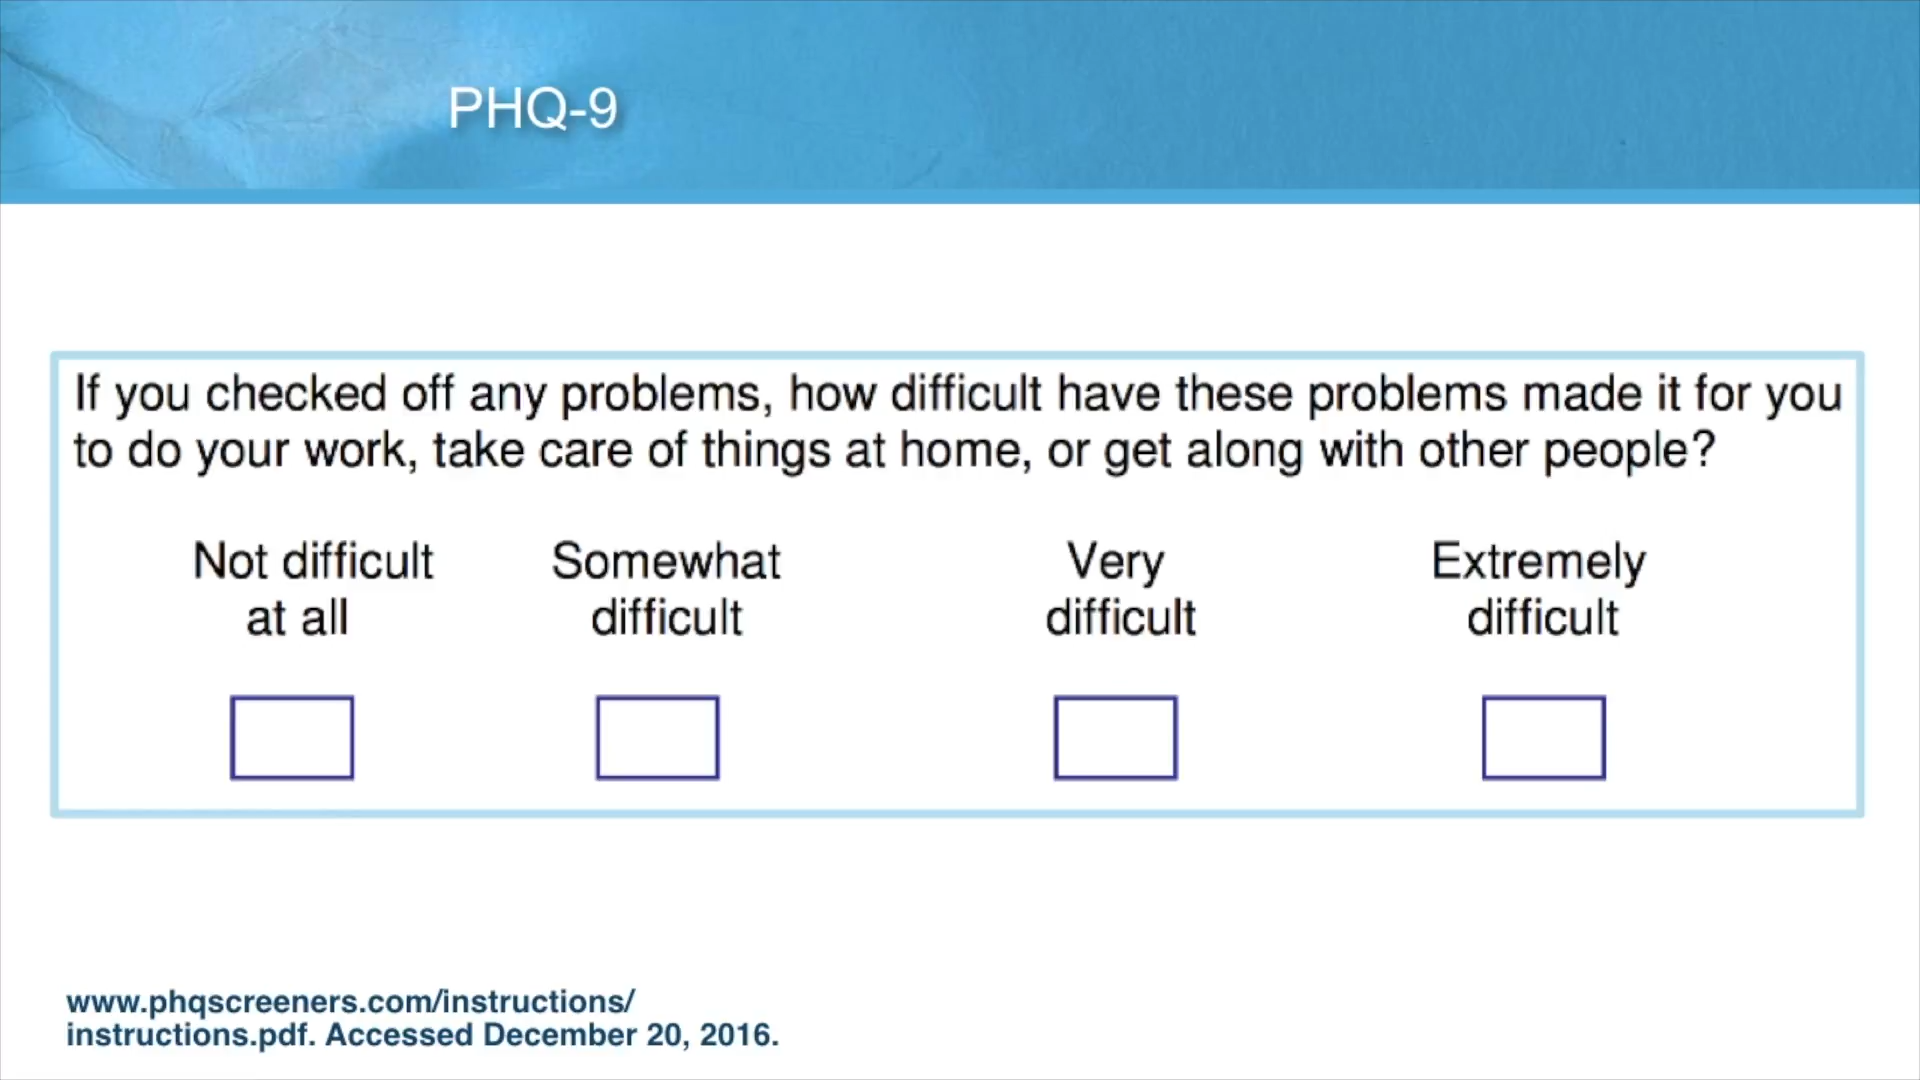 PHQ-9
If you checked off any problems, how difficult have these problems made it for you
to do your work, take care of things at home, or get along with other people?
Not difficult
at all
Somewhat
difficult
Very
difficult
Extremely
difficult
www.phqscreeners.com/instructions/
instructions.pdf. Accessed December 20, 2016.